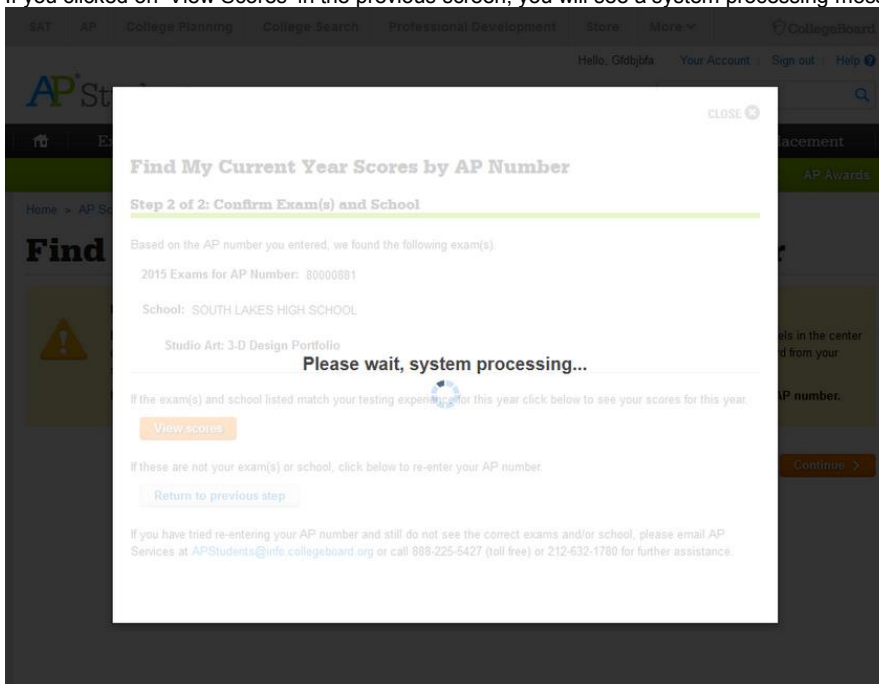 If you clicked on "View Scores" in the previous screen, you will see a system processing
SAT AP College Planning College Search Professional Development Store More CollegeBoard
Hello, Gfdbjbfa Your Account Sign out Help
AP St
CLOSE
lacement
AP Awards
Find My Current Year Scores by AP Number
Step 2 of 2: Confirm Exam(s) and School
Home > AP Sc
Based on the AP number you entered, we found the following exam(s).
Find
2015 Exams for AP Number: 80000881
School: SOUTH LAKES HIGH SCHOOL
els in the center
Studio Art: 3-D Design Portfolio
d from your
Please wait, system processing...
If the exam(s) and school listed match your testing experience for this year click below to see your scores for this year.
AP number.
View scores
If these are not your exam(s) or school, click below to re-enter your AP number
Continue >
Return to previous step
If you have tried re-entering your AP number and still do not see the correct exams and/or school, please email AP
Services at APStudents@info.collegeboard.org or call 888-225-5427 (toll free) or 212-632-1780 for further assistance.